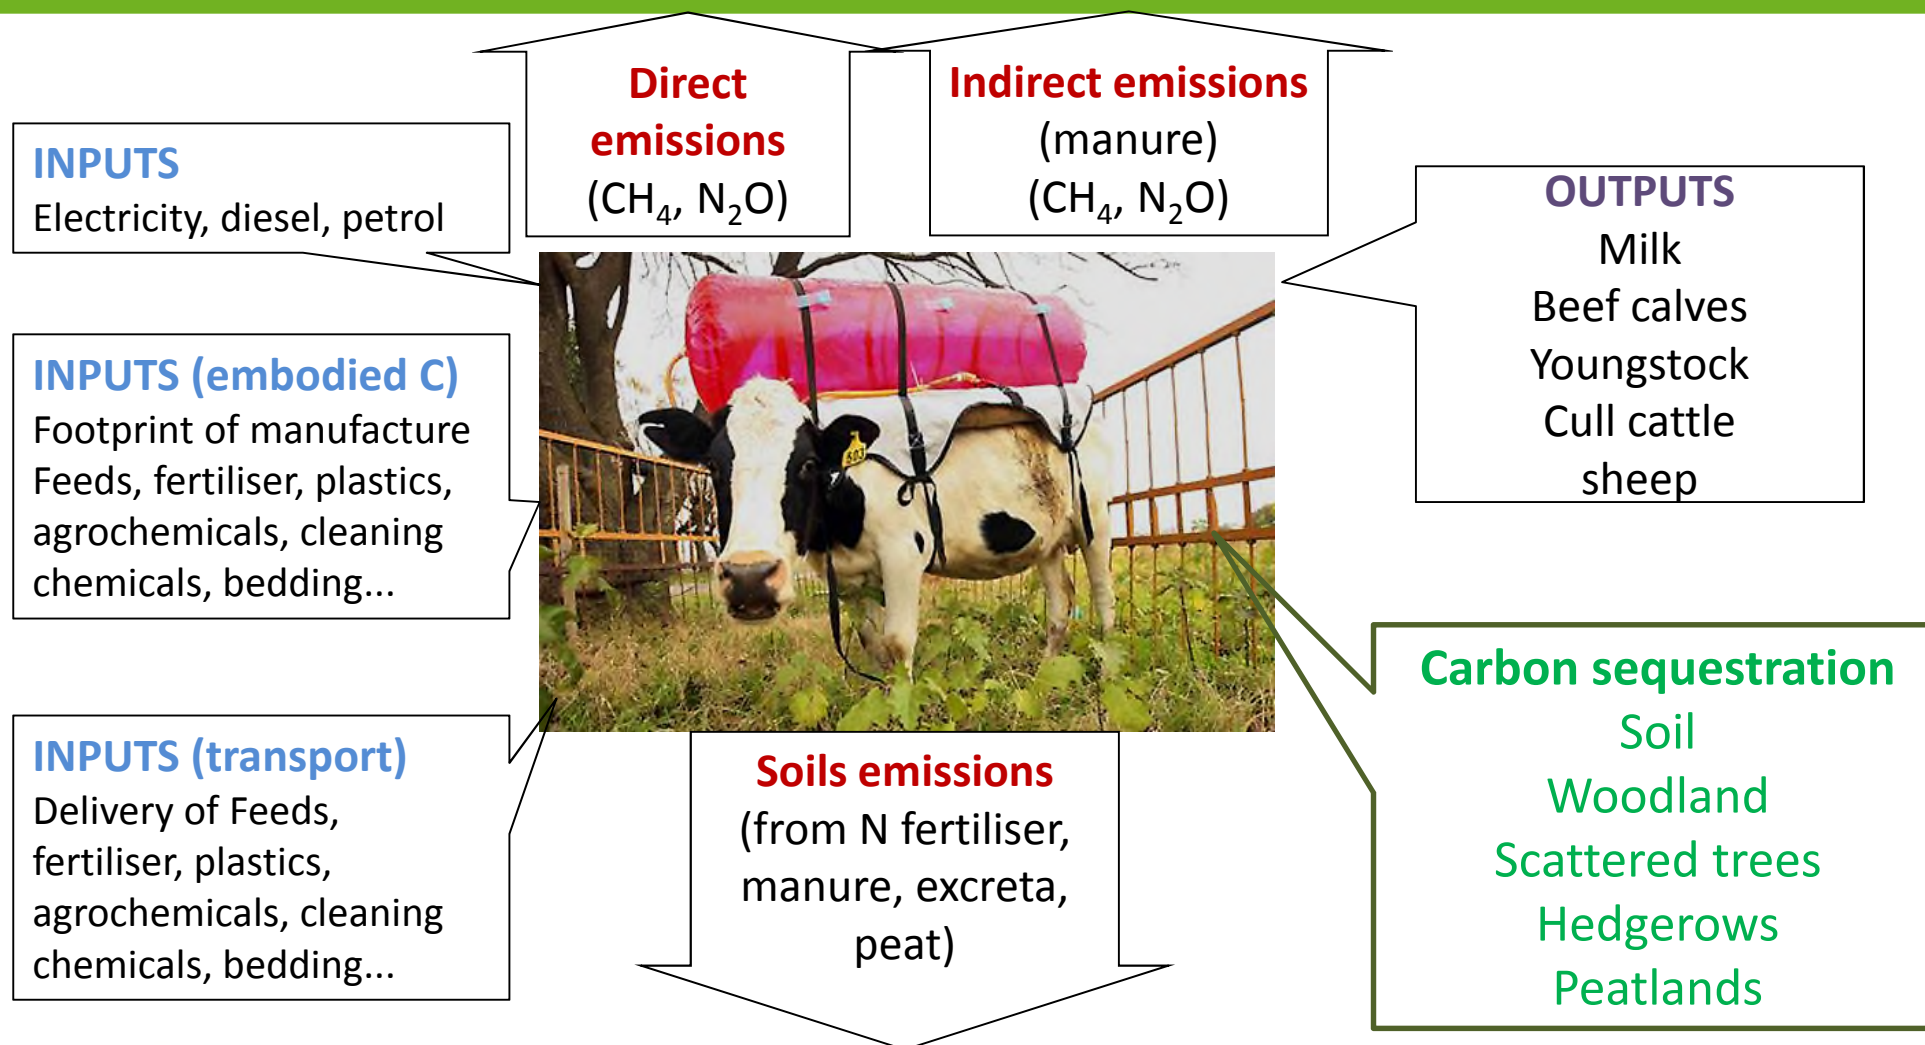 Direct
emissions
(CH₄, N₂O)
Indirect emissions
(manure)
(CH₄, N₂O)
INPUTS
Electricity, diesel, petrol
OUTPUTS
Milk
Beef calves
Youngstock
Cull cattle
sheep
INPUTS (embodied C)
Footprint of manufacture
Feeds, fertiliser, plastics,
agrochemicals, cleaning
chemicals, bedding...
503
INPUTS (transport)
Delivery of Feeds,
fertiliser, plastics,
agrochemicals, cleaning
chemicals, bedding...
Soils emissions
(from N fertiliser,
manure, excreta,
peat)
Carbon sequestration
Soil
Woodland
Scattered trees
Hedgerows
Peatlands